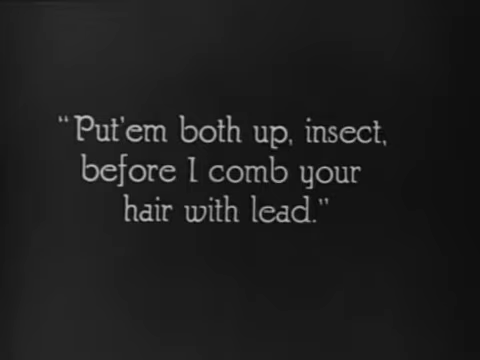 "Put'em both up, insect,
before I comb your
hair with lead."